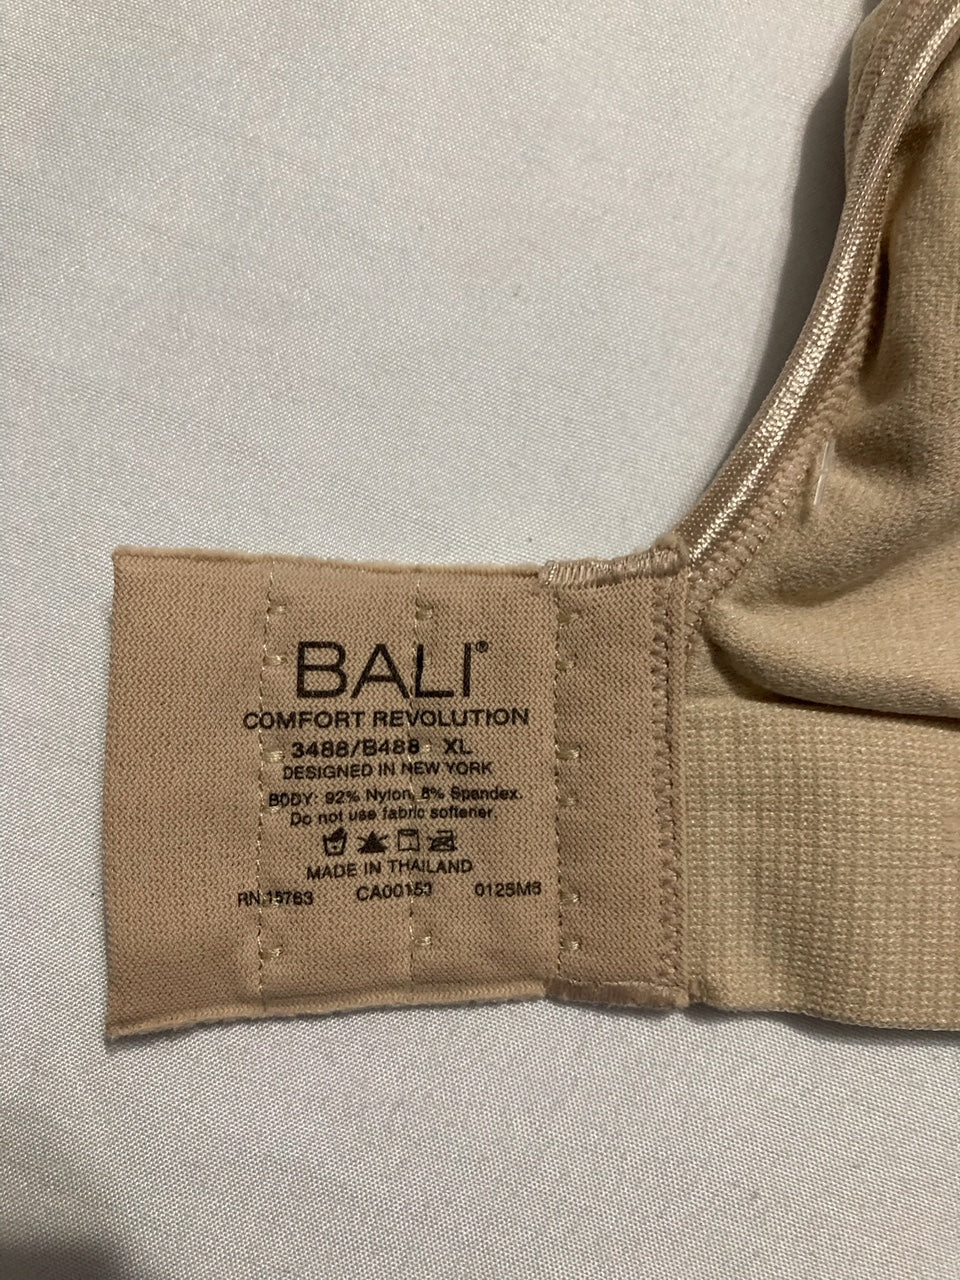 BALI®
COMFORT REVOLUTION
3488/B488 XL
DESIGNED IN NEW YORK
BODY: 92% Nylon, 8% Spandex.
Do not use fabric softener.
MADE IN THAILAND
RN 15763 CA00153 0125M6